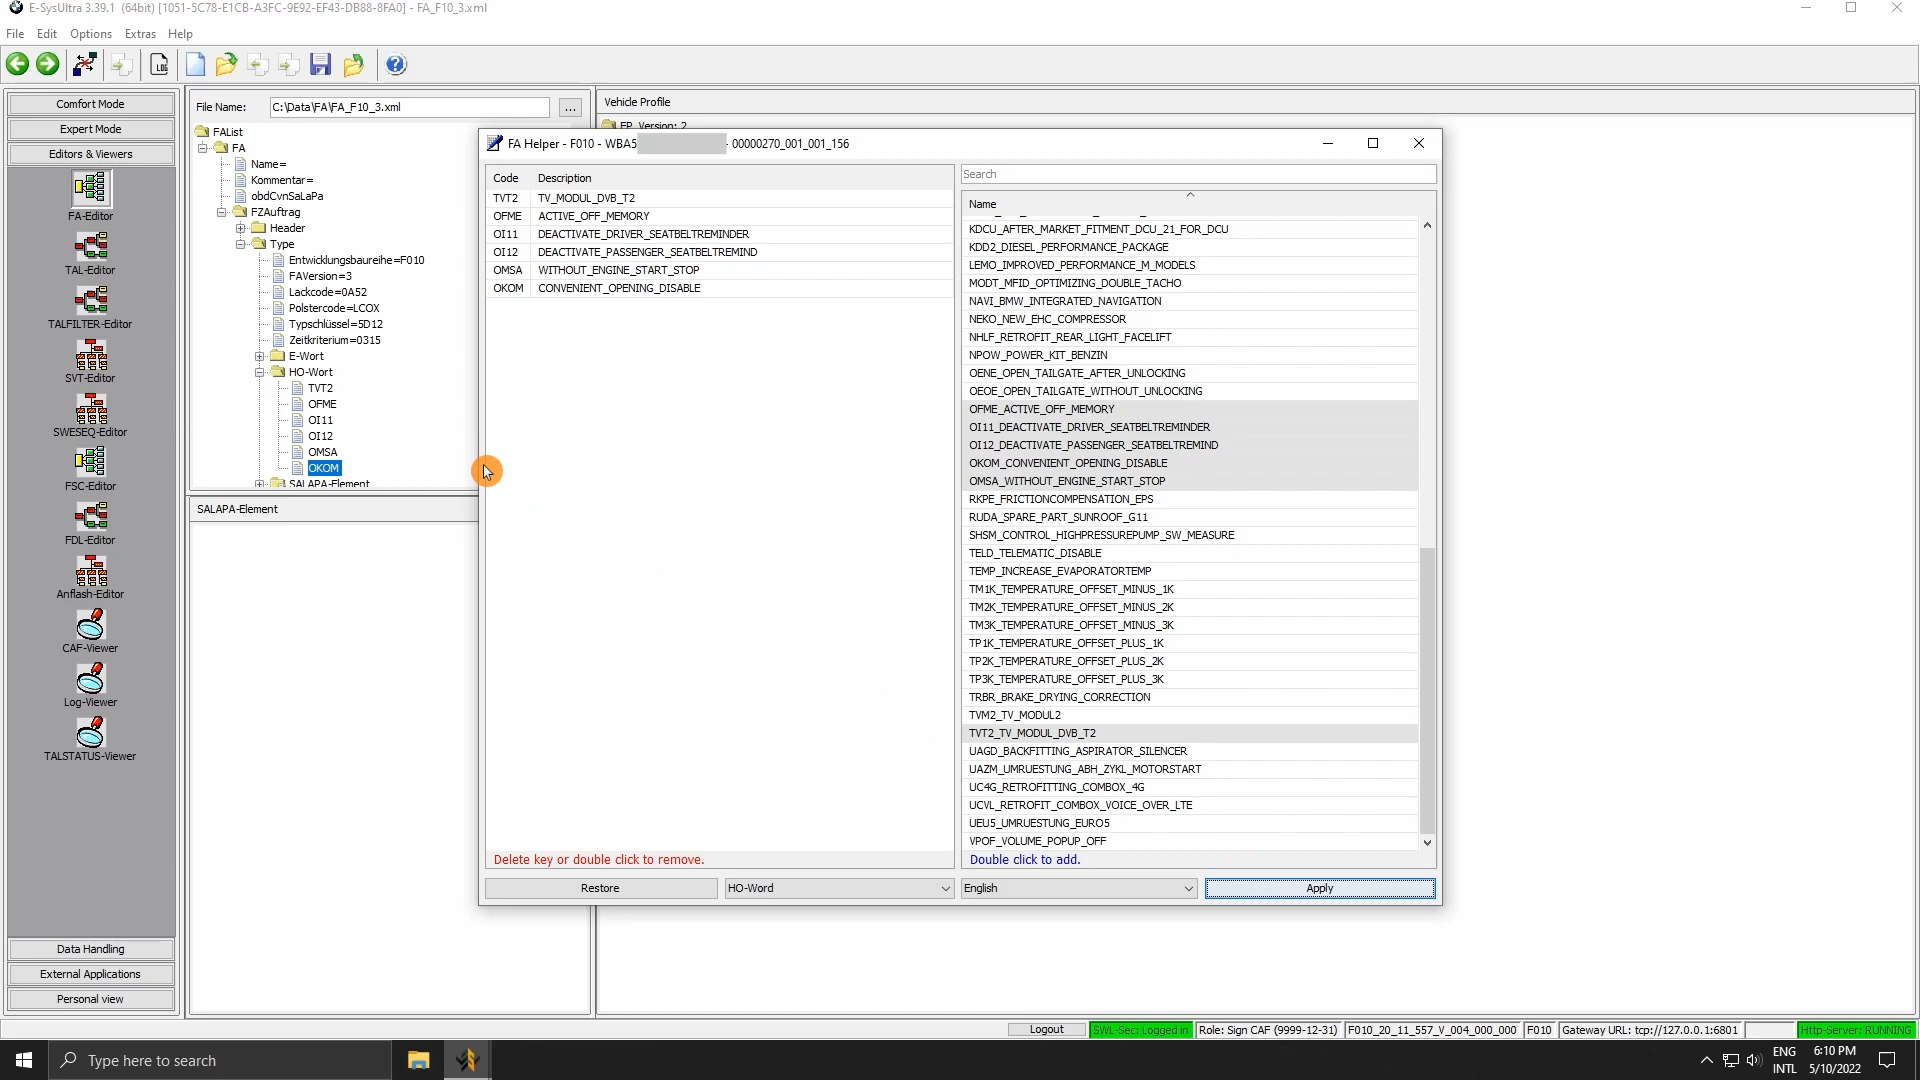 E-SysUltra 3.39.1 (64bit) [1051-5C78-E1CB-A3FC-9E92-EF43-DB88-8FA0] - FA_F10_3.xml
File Edit Options Extras Help
LOG
Comfort Mode
Expert Mode
Editors & Viewers
FA-Editor
TAL-Editor
TALFILTER-Editor
SVT-Editor
SWESEQ-Editor
FSC-Editor
FDL-Editor
Anflash-Editor
CAF-Viewer
Log-Viewer
TALSTATUS-Viewer
Data Handling
External Applications
Personal view
File Name: C:\Data\FA\FA_F10_3.xml ...
FAList
FA
Name=
Kommentar=
obdCvnSaLaPa
FZAuftrag
Header
Type
Entwicklungsbaureihe=F010
FAVersion=3
Lackcode=0A52
Polstercode=LCOX
Typschlüssel=5D12
Zeitkriterium=0315
E-Wort
HO-Wort
TVT2
OFME
OI11
OI12
OMSA
OKOM
SALAPA-Element
SALAPA-Element
Vehicle Profile
FP Version: 2
FA Helper - F010 - WBA5 - 00000270_001_001_156
Code Description
TVT2 TV_MODUL_DVB_T2
OFME ACTIVE_OFF_MEMORY
OI11 DEACTIVATE_DRIVER_SEATBELTREMINDER
OI12 DEACTIVATE_PASSENGER_SEATBELTREMIND
OMSA WITHOUT_ENGINE_START_STOP
OKOM CONVENIENT_OPENING_DISABLE
Delete key or double click to remove.
Restore
HO-Word
Search
Name
KDCU_AFTER_MARKET_FITMENT_DCU_21_FOR_DCU
KDD2_DIESEL_PERFORMANCE_PACKAGE
LEMO_IMPROVED_PERFORMANCE_M_MODELS
MODT_MFID_OPTIMIZING_DOUBLE_TACHO
NAVI_BMW_INTEGRATED_NAVIGATION
NEKO_NEW_EHC_COMPRESSOR
NHLF_RETROFIT_REAR_LIGHT_FACELIFT
NPOW_POWER_KIT_BENZIN
OENE_OPEN_TAILGATE_AFTER_UNLOCKING
OEOE_OPEN_TAILGATE_WITHOUT_UNLOCKING
OFME_ACTIVE_OFF_MEMORY
OI11_DEACTIVATE_DRIVER_SEATBELTREMINDER
OI12_DEACTIVATE_PASSENGER_SEATBELTREMIND
OKOM_CONVENIENT_OPENING_DISABLE
OMSA_WITHOUT_ENGINE_START_STOP
RKPE_FRICTIONCOMPENSATION_EPS
RUDA_SPARE_PART_SUNROOF_G11
SHSM_CONTROL_HIGHPRESSUREPUMP_SW_MEASURE
TELD_TELEMATIC_DISABLE
TEMP_INCREASE_EVAPORATORTEMP
TM1K_TEMPERATURE_OFFSET_MINUS_1K
TM2K_TEMPERATURE_OFFSET_MINUS_2K
TM3K_TEMPERATURE_OFFSET_MINUS_3K
TP1K_TEMPERATURE_OFFSET_PLUS_1K
TP2K_TEMPERATURE_OFFSET_PLUS_2K
TP3K_TEMPERATURE_OFFSET_PLUS_3K
TRBR_BRAKE_DRYING_CORRECTION
TVM2_TV_MODUL2
TVT2_TV_MODUL_DVB_T2
UAGD_BACKFITTING_ASPIRATOR_SILENCER
UAZM_UMRUESTUNG_ABH_ZYKL_MOTORSTART
UC4G_RETROFITTING_COMBOX_4G
UCVL_RETROFIT_COMBOX_VOICE_OVER_LTE
UEU5_UMRUESTUNG_EURO5
VPOF_VOLUME_POPUP_OFF
Double click to add.
English
Apply
Logout SWL-Sec: Logged in Role: Sign CAF (9999-12-31) F010_20_11_557_V_004_000_000 F010 Gateway URL: tcp://127.0.0.1:6801 Http-Server: RUNNING
Type here to search
ENG
INTL
6:10 PM
5/10/2022